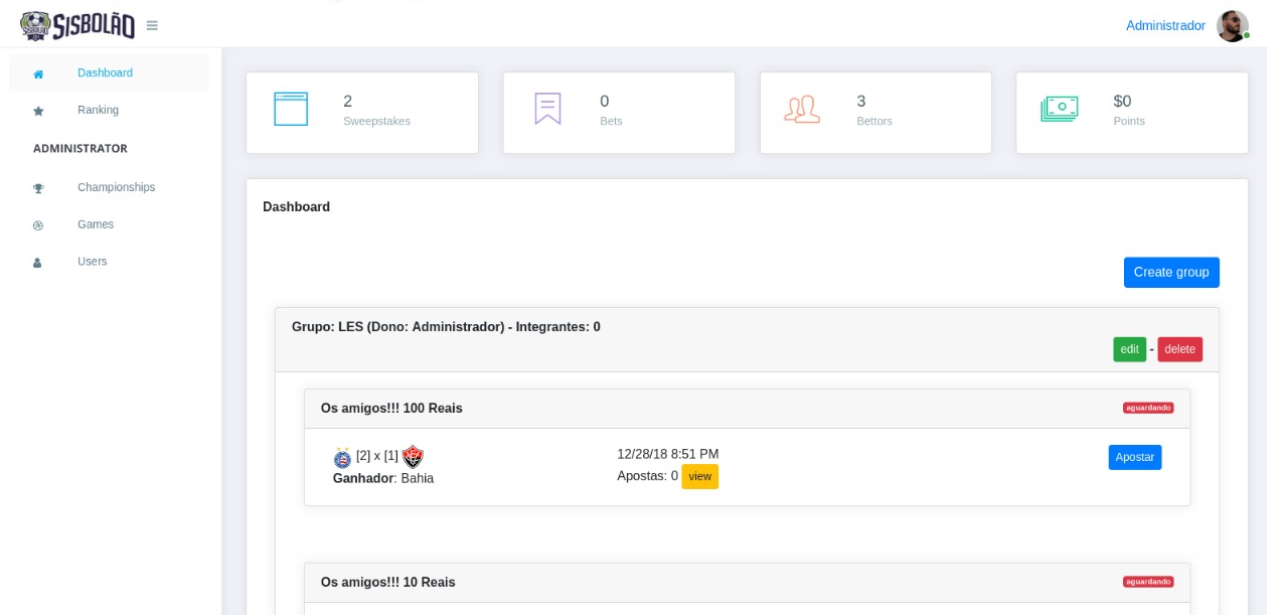 SISBOLÃO
Administrador
Dashboard
Ranking
ADMINISTRATOR
Championships
Games
Users
2
Sweepstakes
0
Bets
3
Bettors
$0
Points
Dashboard
Create group
Grupo: LES (Dono: Administrador) - Integrantes: 0
edit - delete
Os amigos!!! 100 Reais
aguardando
[2] x [1]
Ganhador: Bahia
12/28/18 8:51 PM
Apostas: 0 view
Apostar
Os amigos!!! 10 Reais
aguardando